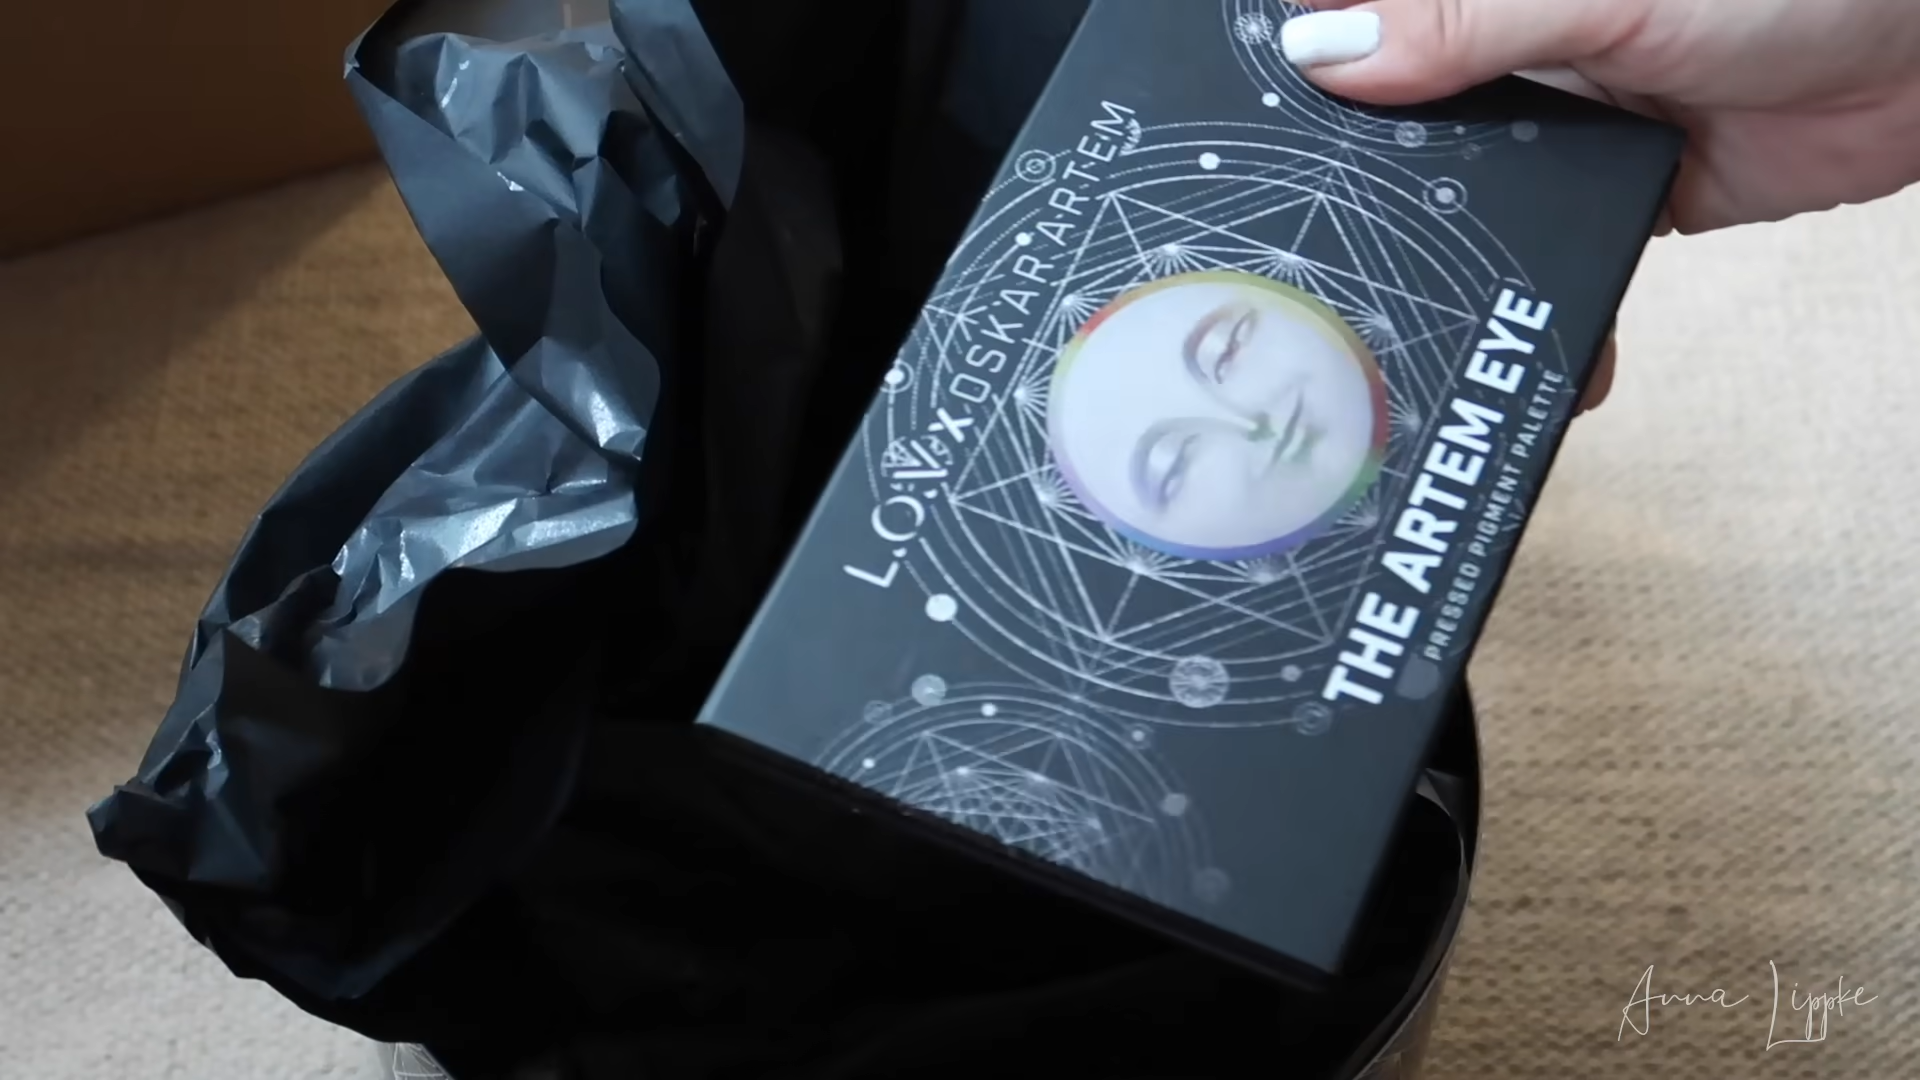 L.O.V x OSKAR ARTEM
THE ARTEM EYE
PRESSED PIGMENT PALETTE
Anna Lippke